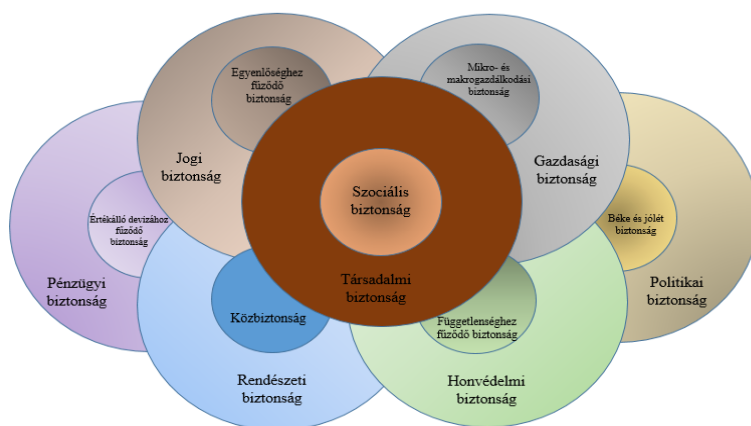 Egyenlőséghez
fűződő
biztonság
Mikro- és
makrogazdálkodási
biztonság
Jogi
biztonság
Gazdasági
biztonság
Szociális
biztonság
Értékálló devizához
fűződő
biztonság
Béke és jólét
biztonság
Pénzügyi
biztonság
Társadalmi
biztonság
Politikai
biztonság
Közbiztonság
Függetlenséghez
fűződő biztonság
Rendészeti
biztonság
Honvédelmi
biztonság